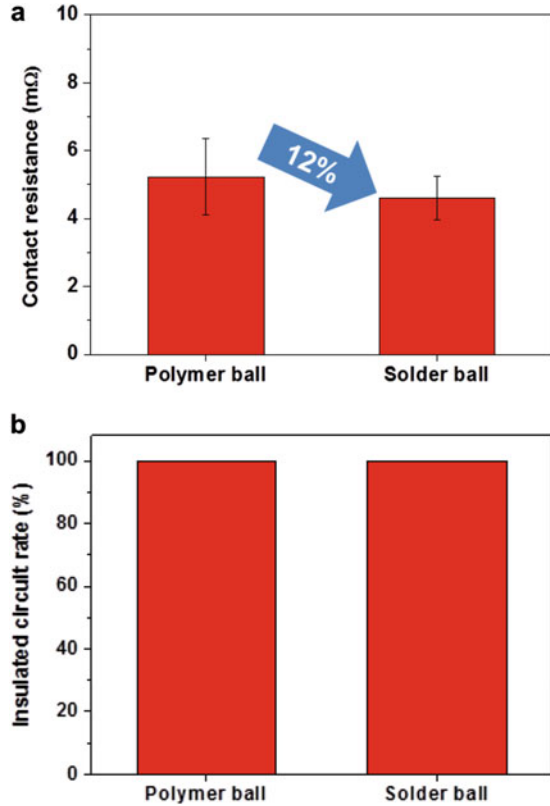 a
10
8
6
4
2
0
Contact resistance (mΩ)
12%
Polymer ball
Solder ball
b
100
80
60
40
20
0
Insulated circuit rate (%)
Polymer ball
Solder ball